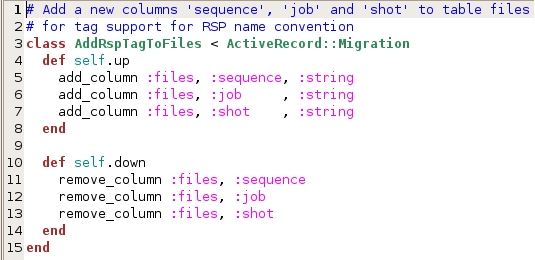 1 # Add a new columns 'sequence', 'job' and 'shot' to table files
2 # for tag support for RSP name convention
3 class AddRspTagToFiles < ActiveRecord::Migration
4   def self.up
5     add_column :files, :sequence, :string
6     add_column :files, :job     , :string
7     add_column :files, :shot    , :string
8   end
9
10   def self.down
11     remove_column :files, :sequence
12     remove_column :files, :job
13     remove_column :files, :shot
14   end
15 end